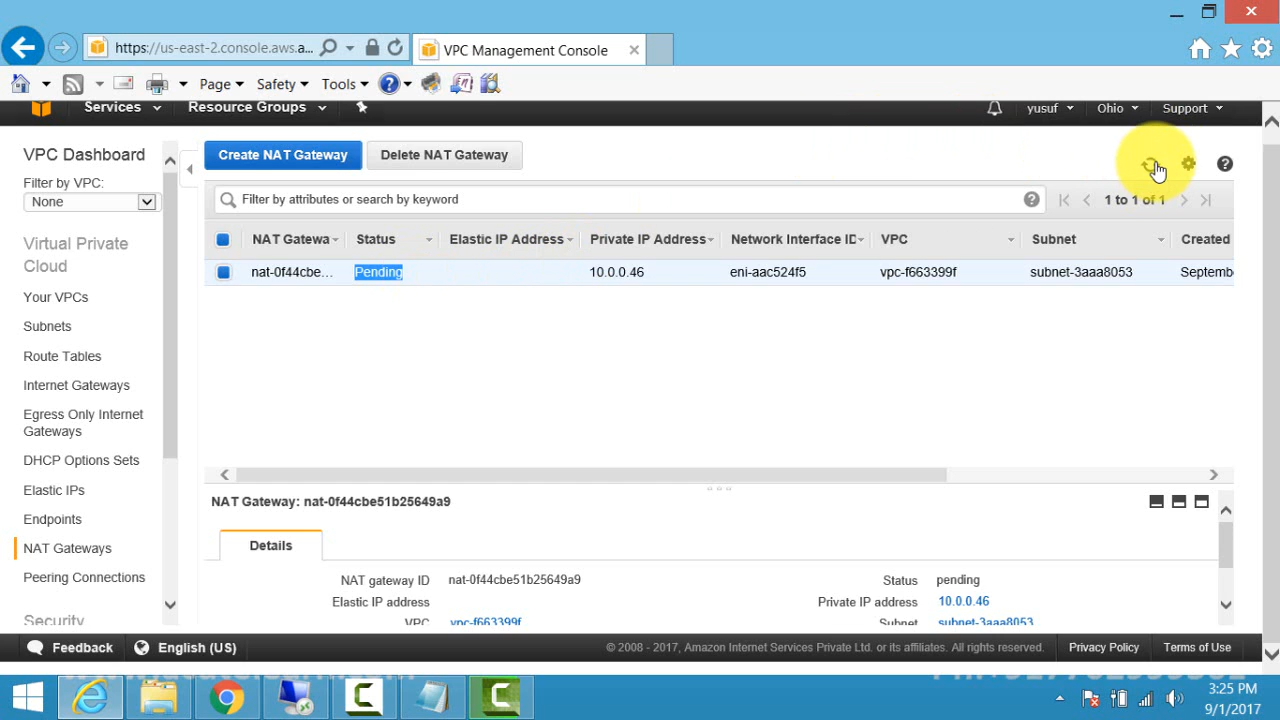 https://us-east-2.console.aws.a...
VPC Management Console
Page
Safety
Tools
Services
Resource Groups
yusuf
Ohio
Support
VPC Dashboard
Filter by VPC:
None
Virtual Private
Cloud
Your VPCs
Subnets
Route Tables
Internet Gateways
Egress Only Internet
Gateways
DHCP Options Sets
Elastic IPs
Endpoints
NAT Gateways
Peering Connections
Security
Create NAT Gateway
Delete NAT Gateway
Filter by attributes or search by keyword
1 to 1 of 1
NAT Gatewa
Status
Elastic IP Address
Private IP Address
Network Interface ID
VPC
Subnet
Created
nat-0f44cbe...
Pending
10.0.0.46
eni-aac524f5
vpc-f663399f
subnet-3aaa8053
Septemb
NAT Gateway: nat-0f44cbe51b25649a9
Details
NAT gateway ID
nat-0f44cbe51b25649a9
Status
pending
Elastic IP address
Private IP address
10.0.0.46
VPC
vpc-f663399f
Subnet
subnet-3aaa8053
Feedback
English (US)
© 2008 - 2017, Amazon Internet Services Private Ltd. or its affiliates. All rights reserved.
Privacy Policy
Terms of Use
3:25 PM
9/1/2017